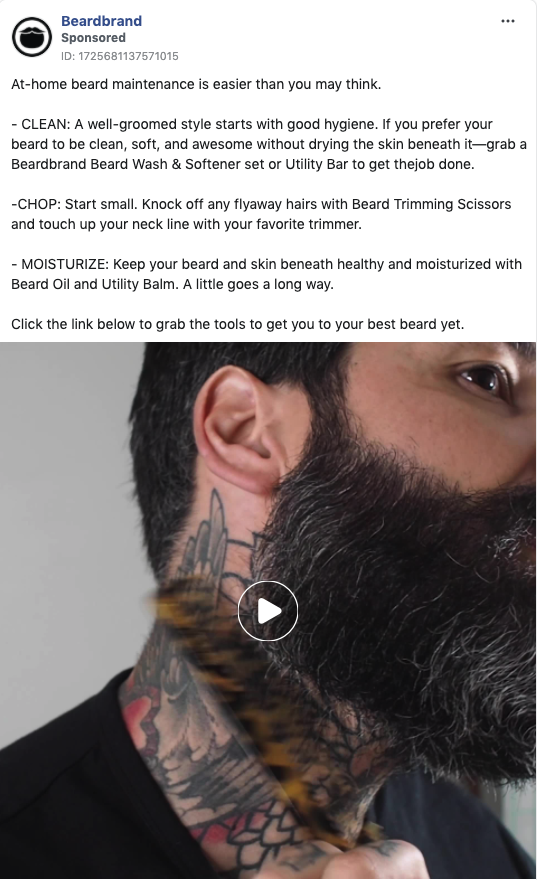 Beardbrand
Sponsored
ID: 1725681137571015
At-home beard maintenance is easier than you may think.
- CLEAN: A well-groomed style starts with good hygiene. If you prefer your
beard to be clean, soft, and awesome without drying the skin beneath it—grab a
Beardbrand Beard Wash & Softener set or Utility Bar to get thejob done.
-CHOP: Start small. Knock off any flyaway hairs with Beard Trimming Scissors
and touch up your neck line with your favorite trimmer.
- MOISTURIZE: Keep your beard and skin beneath healthy and moisturized with
Beard Oil and Utility Balm. A little goes a long way.
Click the link below to grab the tools to get you to your best beard yet.